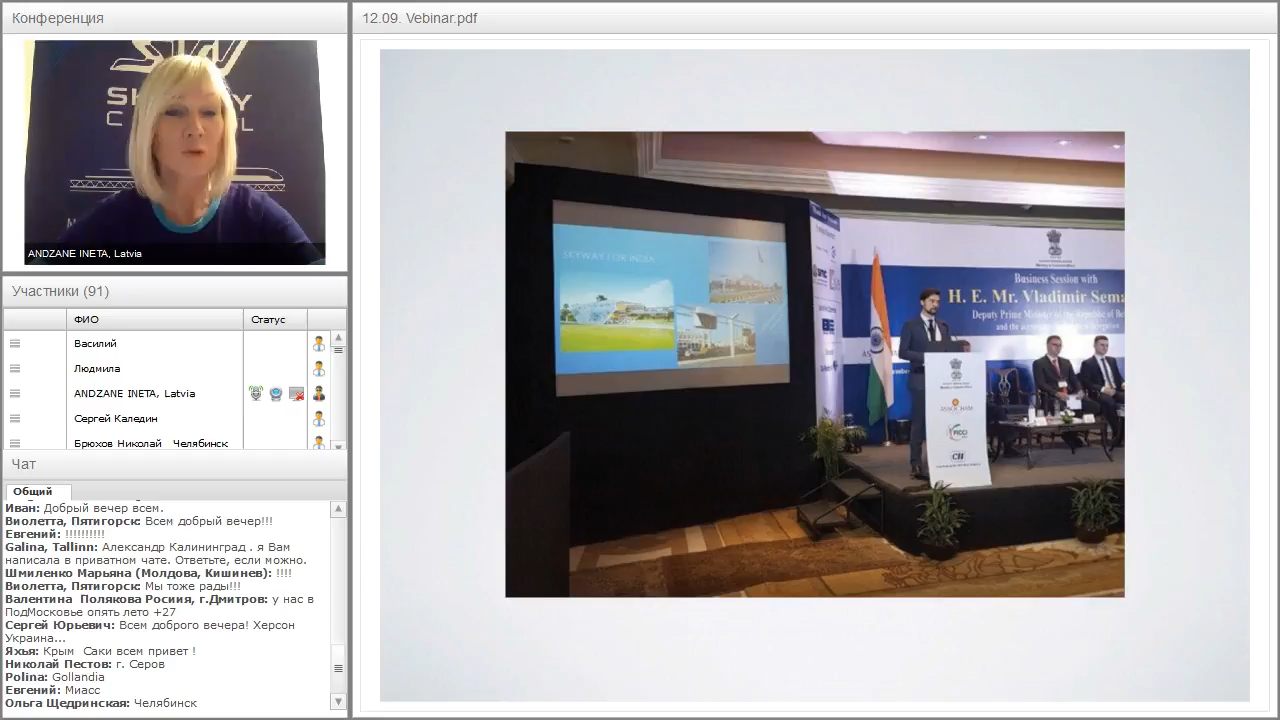 Конференция
ANDZANE INETA, Latvia
Участники (91)
ФИО
Статус
Василий
Людмила
ANDZANE INETA, Latvia
Сергей Каледин
Брюхов Николай Челябинск
Чат
Общий
Иван: Добрый вечер всем.
Виолетта, Пятигорск: Всем добрый вечер!!!
Евгений: !!!!!!!!!!
Galina, Tallinn: Александр Калининград . я Вам
написала в приватном чате. Ответьте, если можно.
Шмиленко Марьяна (Молдова, Кишинев): !!!!
Виолетта, Пятигорск: Мы тоже рады!!!
Валентина Полякова Росиия, г.Дмитров: у нас в
ПодМосковье опять лето +27
Сергей Юрьевич: Всем доброго вечера! Херсон
Украина...
Яхья: Крым Саки всем привет !
Николай Пестов: г. Серов
Polina: Gollandia
Евгений: Миасс
Ольга Щедринская: Челябинск
12.09. Vebinar.pdf
SKYWAY FOR INDIA
Business Session with
H. E. Mr. Vladimir Sema
Deputy Prime Minister of the Republic of Be
FICCI
CII